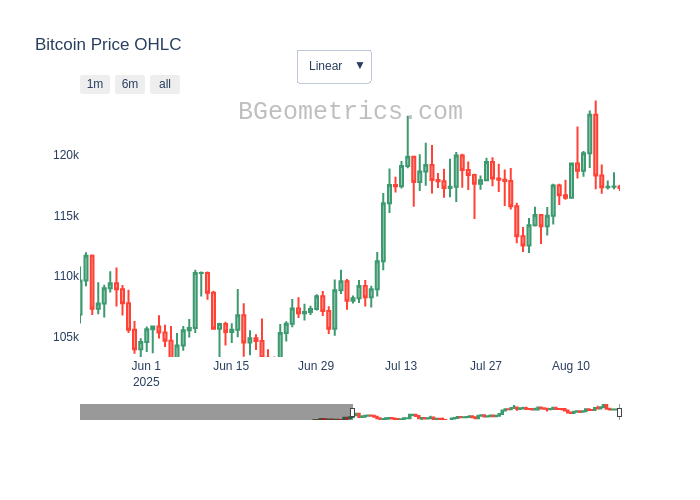 Bitcoin Price OHLC
Linear ▼
1m 6m all
BGeometrics.com
120k
115k
110k
105k
Jun 1 Jun 15 Jun 29 Jul 13 Jul 27 Aug 10
2025